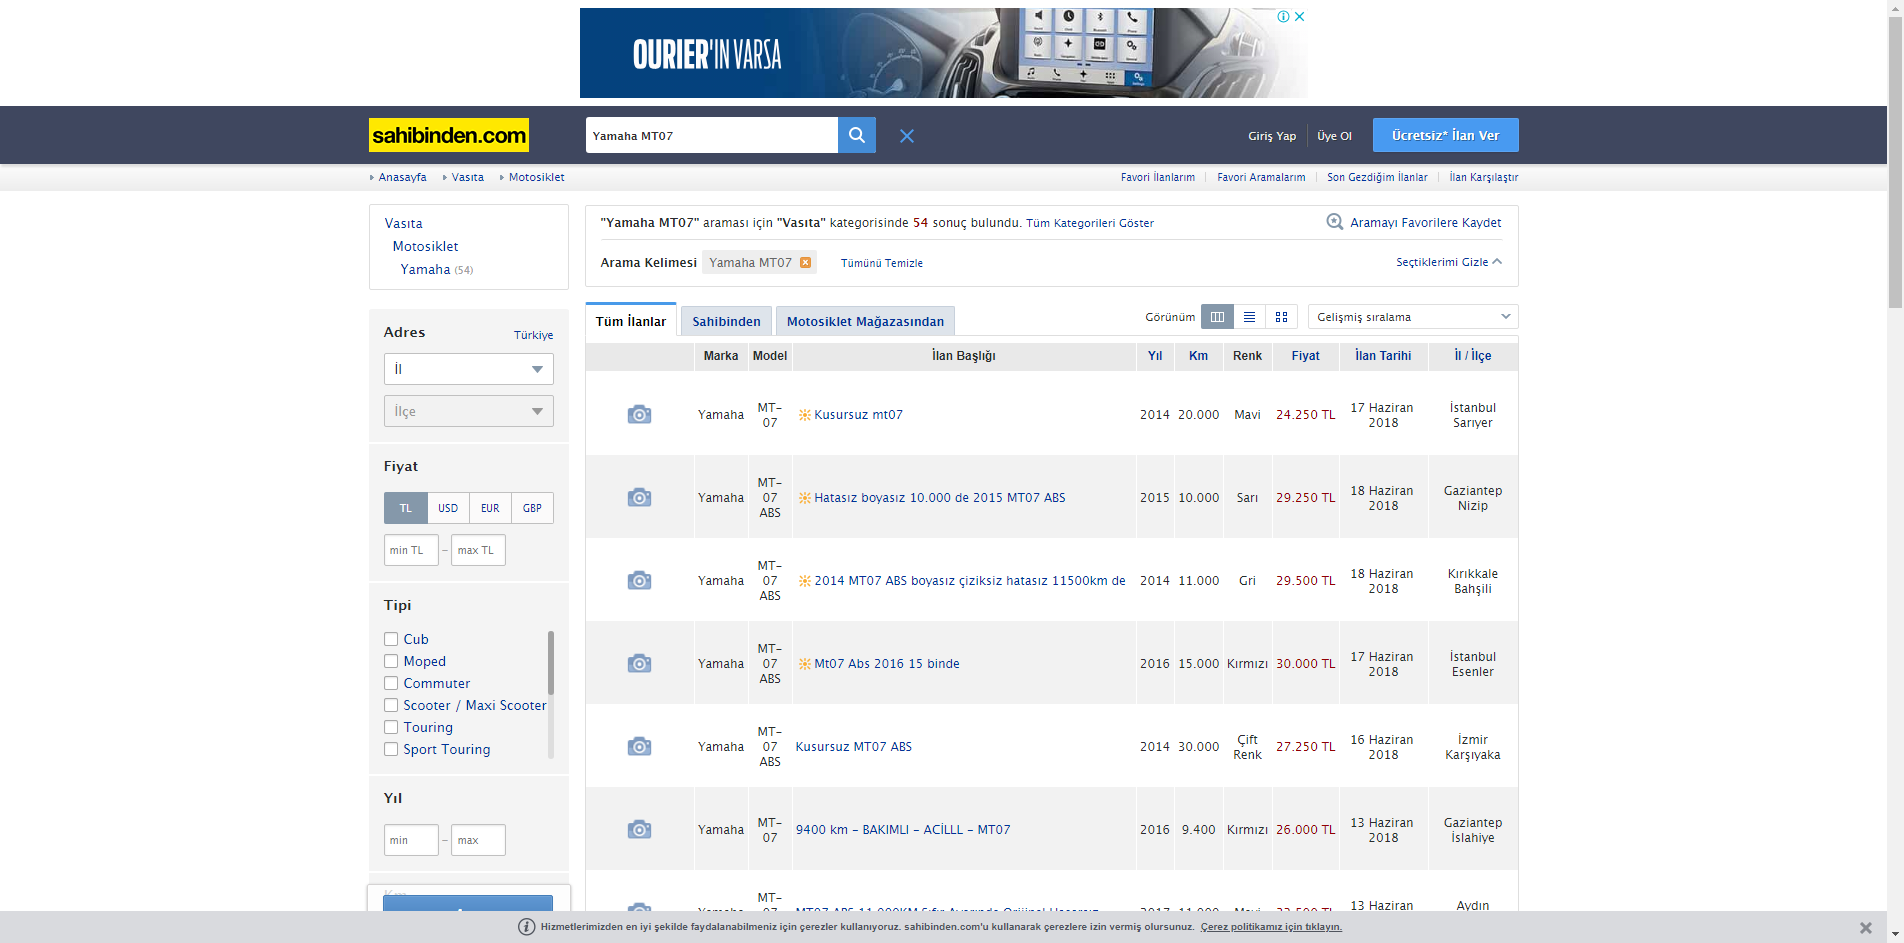 OURIER'IN VARSA
sahibinden.com
Yamaha MT07
Giriş Yap
Üye Ol
Ücretsiz* İlan Ver
Anasayfa
Vasıta
Motosiklet
Favori İlanlarım
Favori Aramalarım
Son Gezdiğim İlanlar
İlan Karşılaştır
Vasıta
Motosiklet
Yamaha (54)
Adres
Türkiye
İl
İlçe
Fiyat
TL USD EUR GBP
min TL – max TL
Tipi
Cub
Moped
Commuter
Scooter / Maxi Scooter
Touring
Sport Touring
Yıl
min – max
Km
"Yamaha MT07" araması için "Vasıta" kategorisinde 54 sonuç bulundu. Tüm Kategorileri Göster
Aramayı Favorilere Kaydet
Arama Kelimesi Yamaha MT07 Tümünü Temizle
Seçtiklerimi Gizle
Tüm İlanlar
Sahibinden
Motosiklet Mağazasından
Görünüm
Gelişmiş sıralama
Marka Model İlan Başlığı Yıl Km Renk Fiyat İlan Tarihi İl / İlçe
Yamaha MT-07 Kusursuz mt07 2014 20.000 Mavi 24.250 TL 17 Haziran 2018 İstanbul Sarıyer
Yamaha MT-07 ABS Hatasız boyasız 10.000 de 2015 MT07 ABS 2015 10.000 Sarı 29.250 TL 18 Haziran 2018 Gaziantep Nizip
Yamaha MT-07 ABS 2014 MT07 ABS boyasız çiziksiz hatasız 11500km de 2014 11.000 Gri 29.500 TL 18 Haziran 2018 Kırıkkale Bahşili
Yamaha MT-07 ABS Mt07 Abs 2016 15 binde 2016 15.000 Kırmızı 30.000 TL 17 Haziran 2018 İstanbul Esenler
Yamaha MT-07 ABS Kusursuz MT07 ABS 2014 30.000 Çift Renk 27.250 TL 16 Haziran 2018 İzmir Karşıyaka
Yamaha MT-07 9400 km – BAKIMLI – ACİLLL – MT07 2016 9.400 Kırmızı 26.000 TL 13 Haziran 2018 Gaziantep İslahiye
MT- 13 Haziran Aydın
Hizmetlerimizden en iyi şekilde faydalanabilmeniz için çerezler kullanıyoruz. sahibinden.com'u kullanarak çerezlere izin vermiş olursunuz. Çerez politikamız için tıklayın.